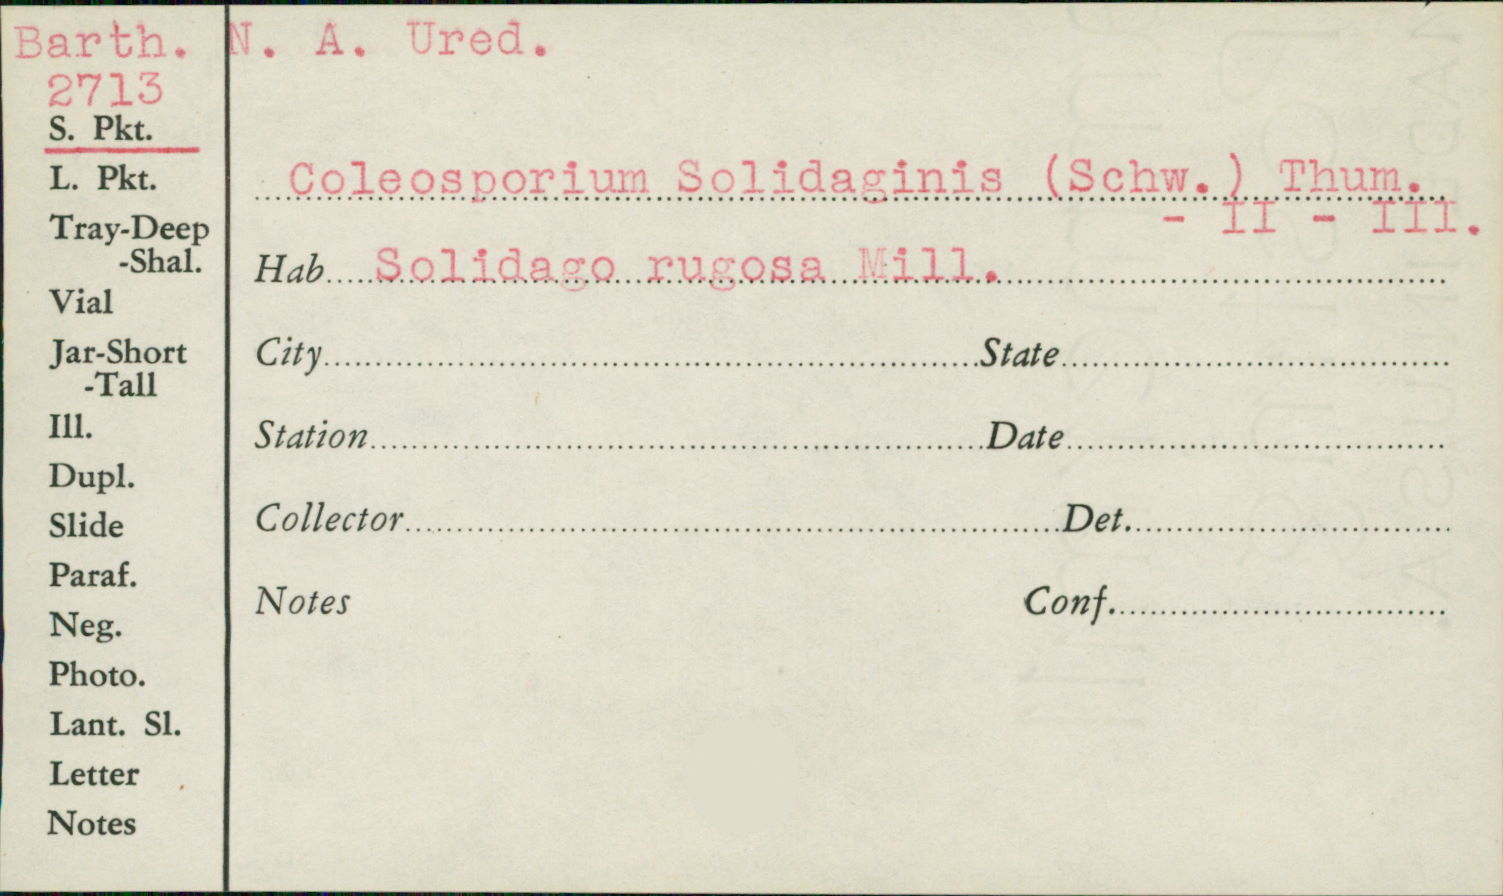 Barth. N. A. Ured.
2713
S. Pkt.
L. Pkt.
Tray-Deep
-Shal.
Vial
Jar-Short
-Tall
Ill.
Dupl.
Slide
Paraf.
Neg.
Photo.
Lant. Sl.
Letter
Notes
Coleosporium Solidaginis (Schw.) Thum.
- II - III.
Hab Solidago rugosa Mill.
City State
Station Date
Collector Det.
Notes Conf.